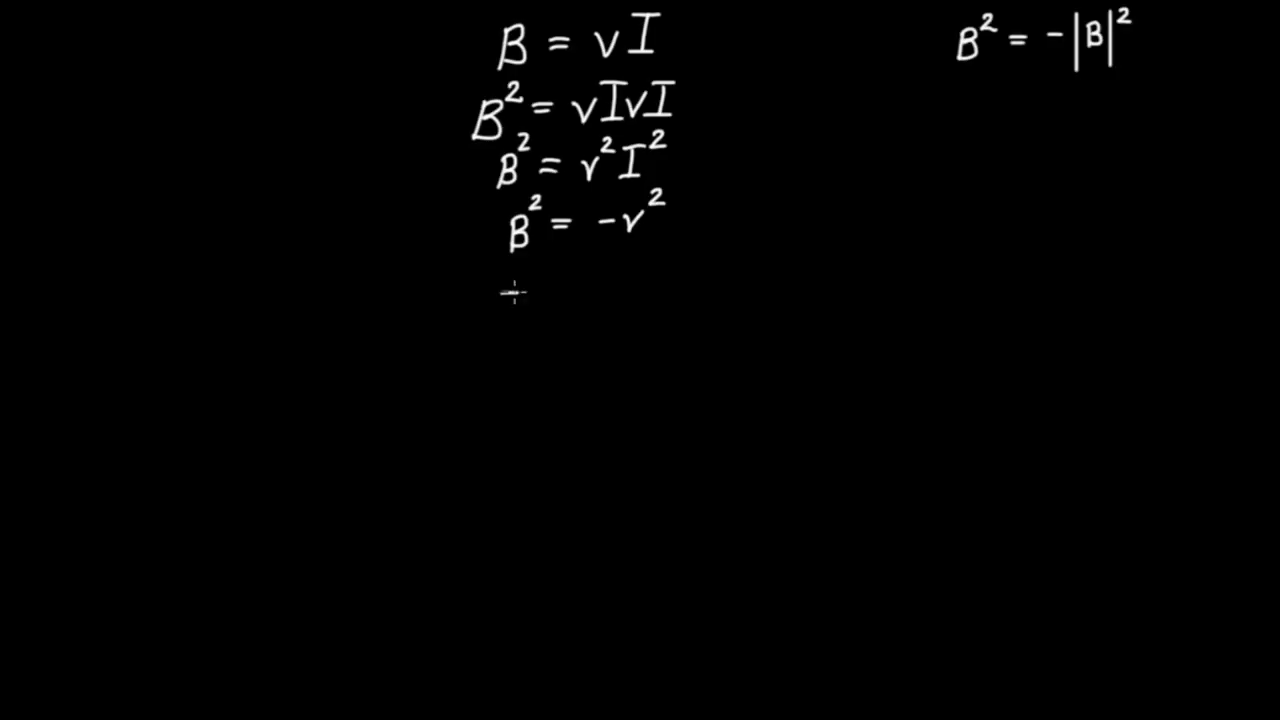 B = vI
B² = -|B|²
B² = vIvI
B² = v²I²
B² = -v²